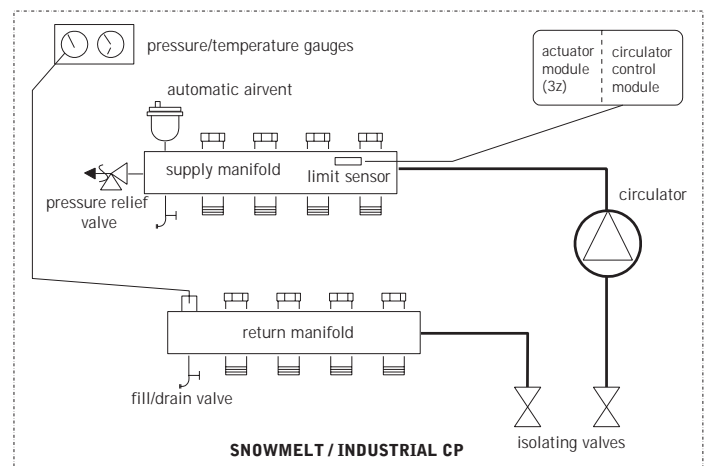 pressure/temperature gauges
actuator
module
(3z)
circulator
control
module
automatic airvent
supply manifold
limit sensor
pressure relief
valve
circulator
return manifold
fill/drain valve
isolating valves
SNOWMELT / INDUSTRIAL CP